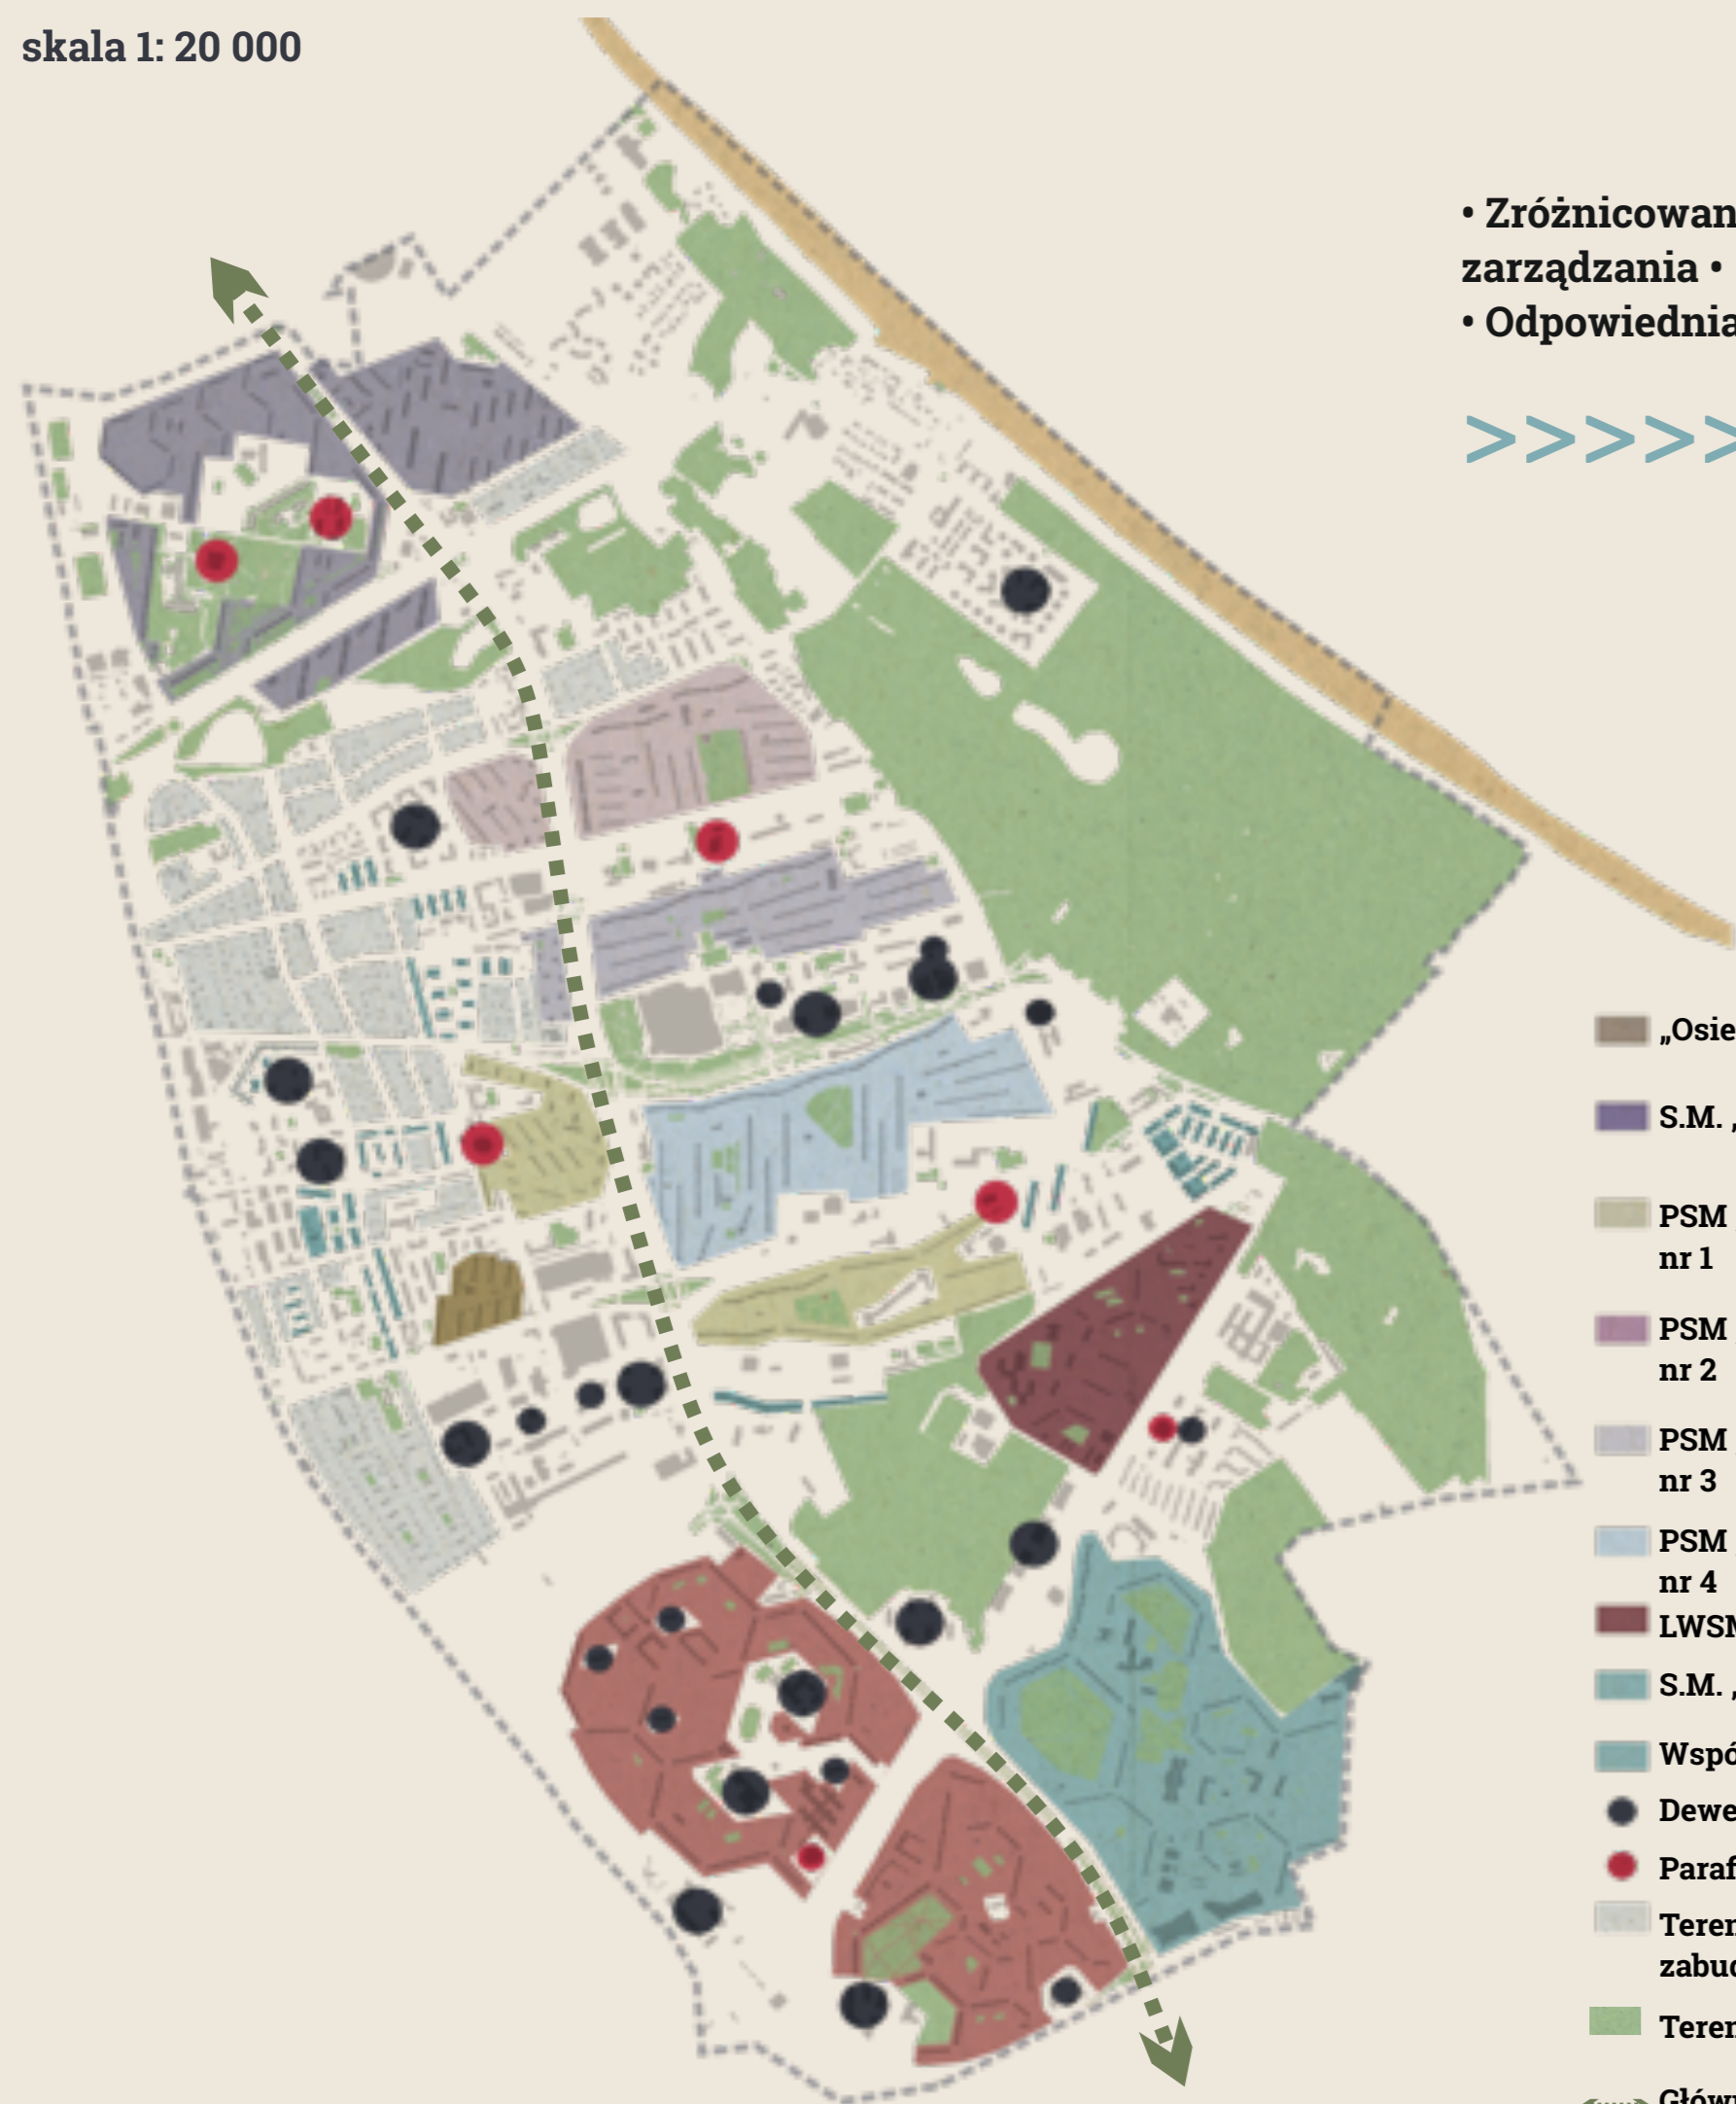 skala 1: 20 000
• Zróżnicowan
zarządzania •
• Odpowiednia
>>>>>
„Osie
S.M. „
PSM
nr 1
PSM
nr 2
PSM
nr 3
PSM
nr 4
LWSM
S.M. „
Wspó
Dewe
Paraf
Teren
zabud
Teren
Główn